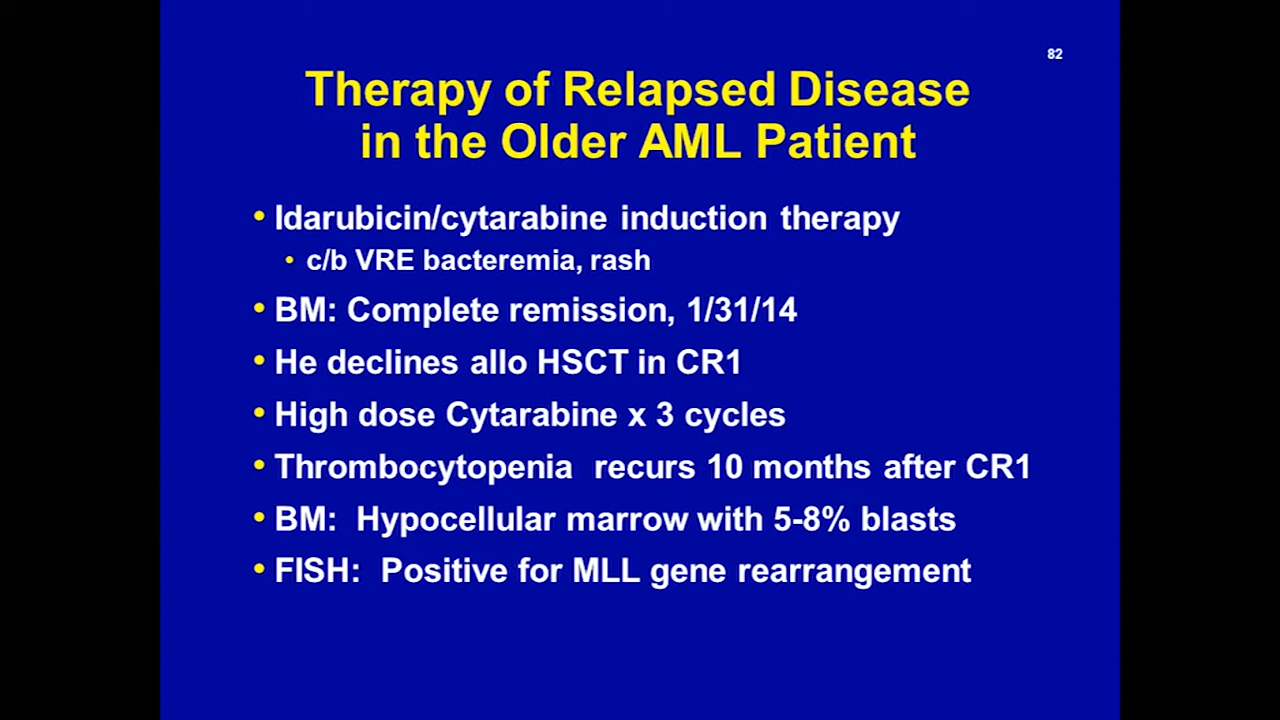 82
Therapy of Relapsed Disease
in the Older AML Patient
• Idarubicin/cytarabine induction therapy
• c/b VRE bacteremia, rash
• BM: Complete remission, 1/31/14
• He declines allo HSCT in CR1
• High dose Cytarabine x 3 cycles
• Thrombocytopenia recurs 10 months after CR1
• BM: Hypocellular marrow with 5-8% blasts
• FISH: Positive for MLL gene rearrangement